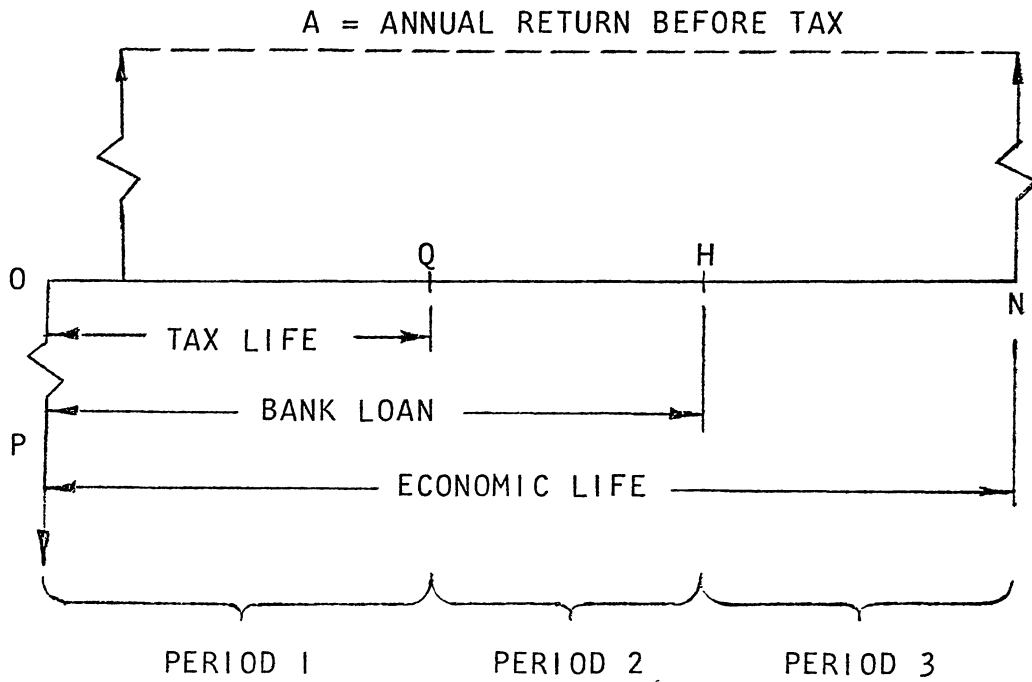 A = ANNUAL RETURN BEFORE TAX
Q H
O
N
TAX LIFE
BANK LOAN
P
ECONOMIC LIFE
PERIOD 1 PERIOD 2 PERIOD 3